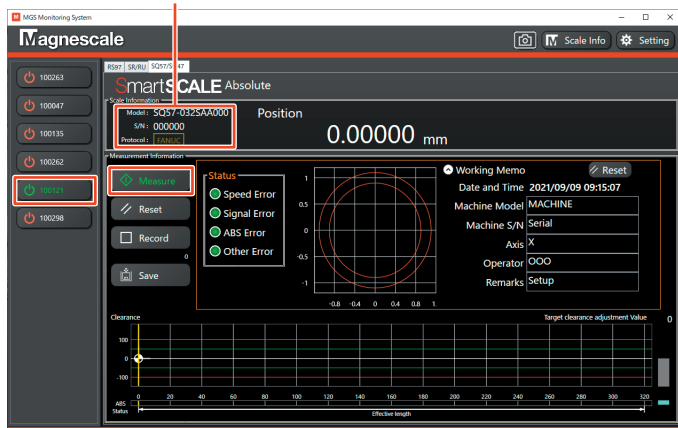 MGS Monitoring System
Magnescale
Scale Info
Setting
100263
100047
100135
100262
100121
100298
RS97 SR/RU SQ57/SQ47
SmartSCALE Absolute
Scale Information
Model : SQ57-032SAA000
S/N : 000000
Protocol : FANUC
Position
0.00000 mm
Measurement Information
Measure
Reset
Record
0
Save
Status
Speed Error
Signal Error
ABS Error
Other Error
1
0.5
0
-0.5
-1
-0.8 -0.4 0 0.4 0.8 1.
Working Memo
Reset
Date and Time 2021/09/09 09:15:07
Machine Model MACHINE
Machine S/N Serial
Axis X
Operator OOO
Remarks Setup
Clearance
Target clearance adjustment Value 0
100
0
-100
0 20 40 60 80 100 120 140 160 180 200 220 240 260 280 300 320
ABS
Status
Effective length